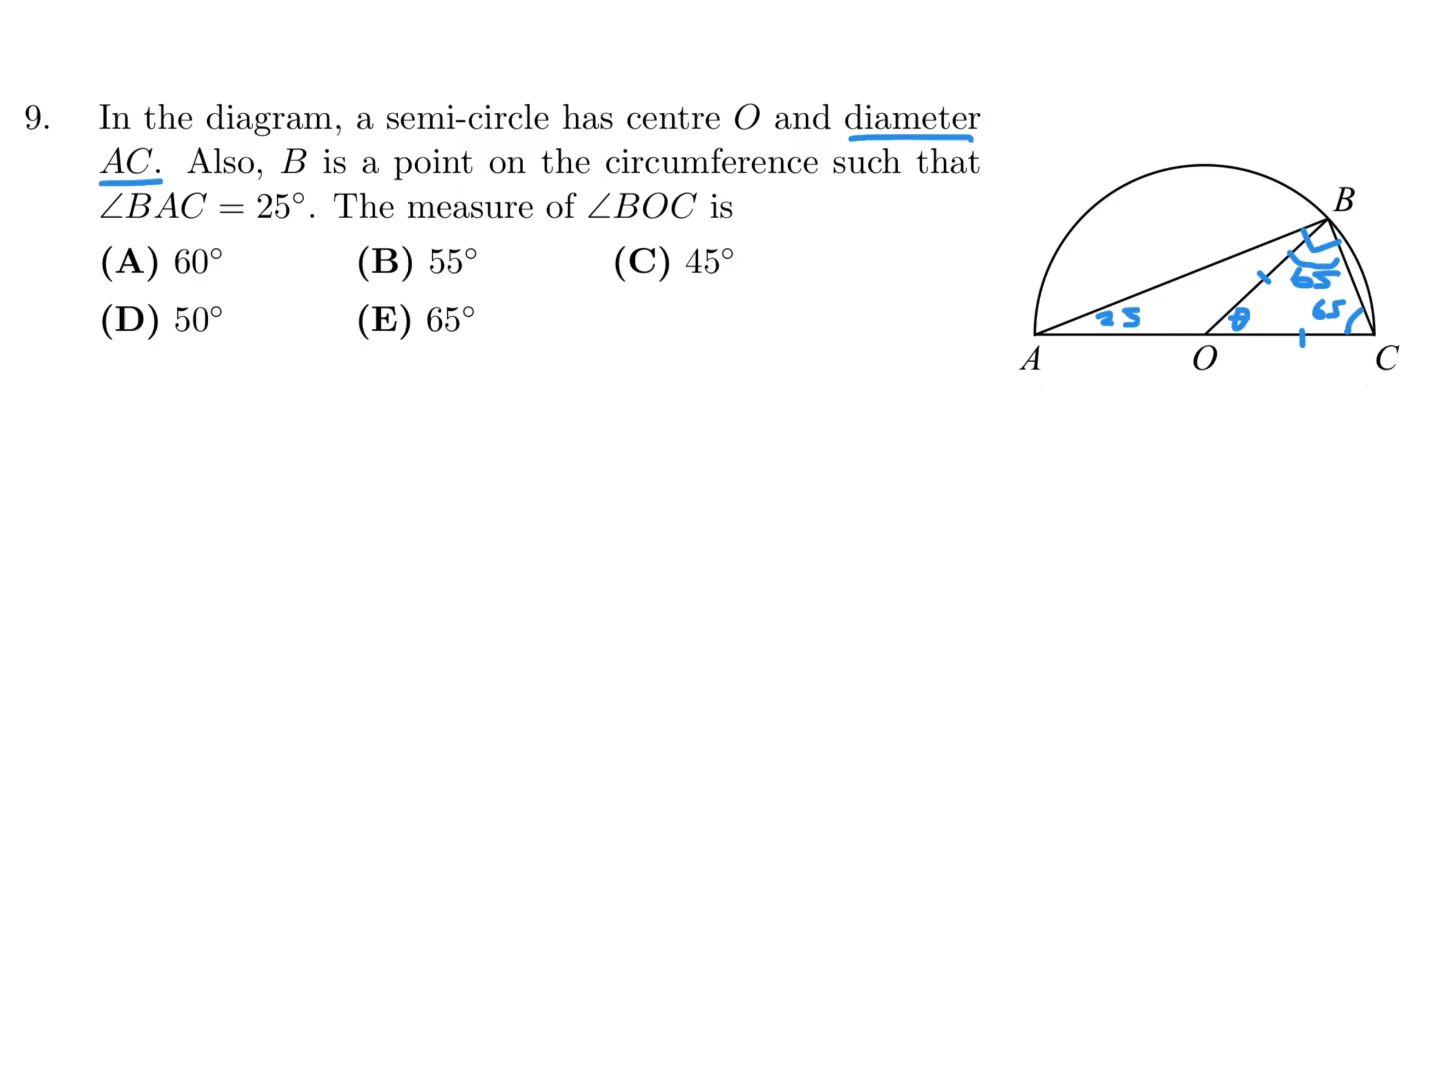 9. In the diagram, a semi-circle has centre O and diameter
AC. Also, B is a point on the circumference such that
∠BAC = 25°. The measure of ∠BOC is
(A) 60° (B) 55° (C) 45°
(D) 50° (E) 65°
B
65
25 θ 65
A O C